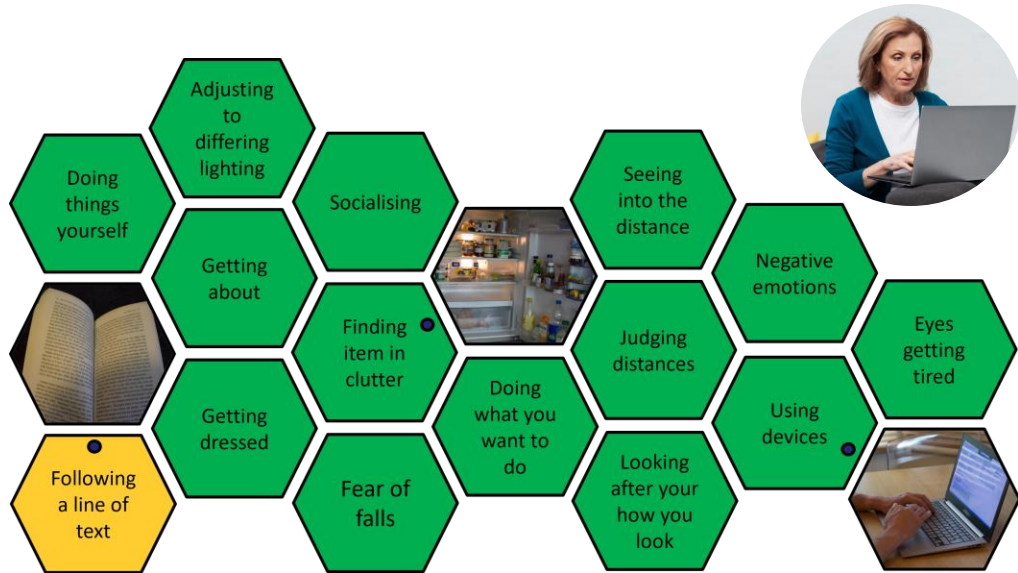 Adjusting
to
differing
lighting
Doing
things
yourself
Socialising
Seeing
into the
distance
Getting
about
Negative
emotions
Finding
item in
clutter
Judging
distances
Eyes
getting
tired
Getting
dressed
Doing
what you
want to
do
Using
devices
Following
a line of
text
Fear of
falls
Looking
after your
how you
look